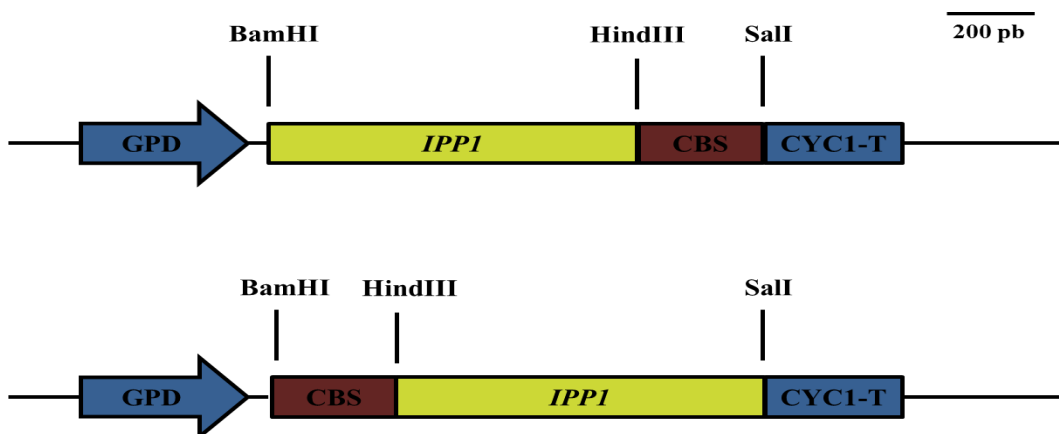 BamHI HindIII SalI 200 pb
GPD IPP1 CBS CYC1-T
BamHI HindIII SalI
GPD CBS IPP1 CYC1-T